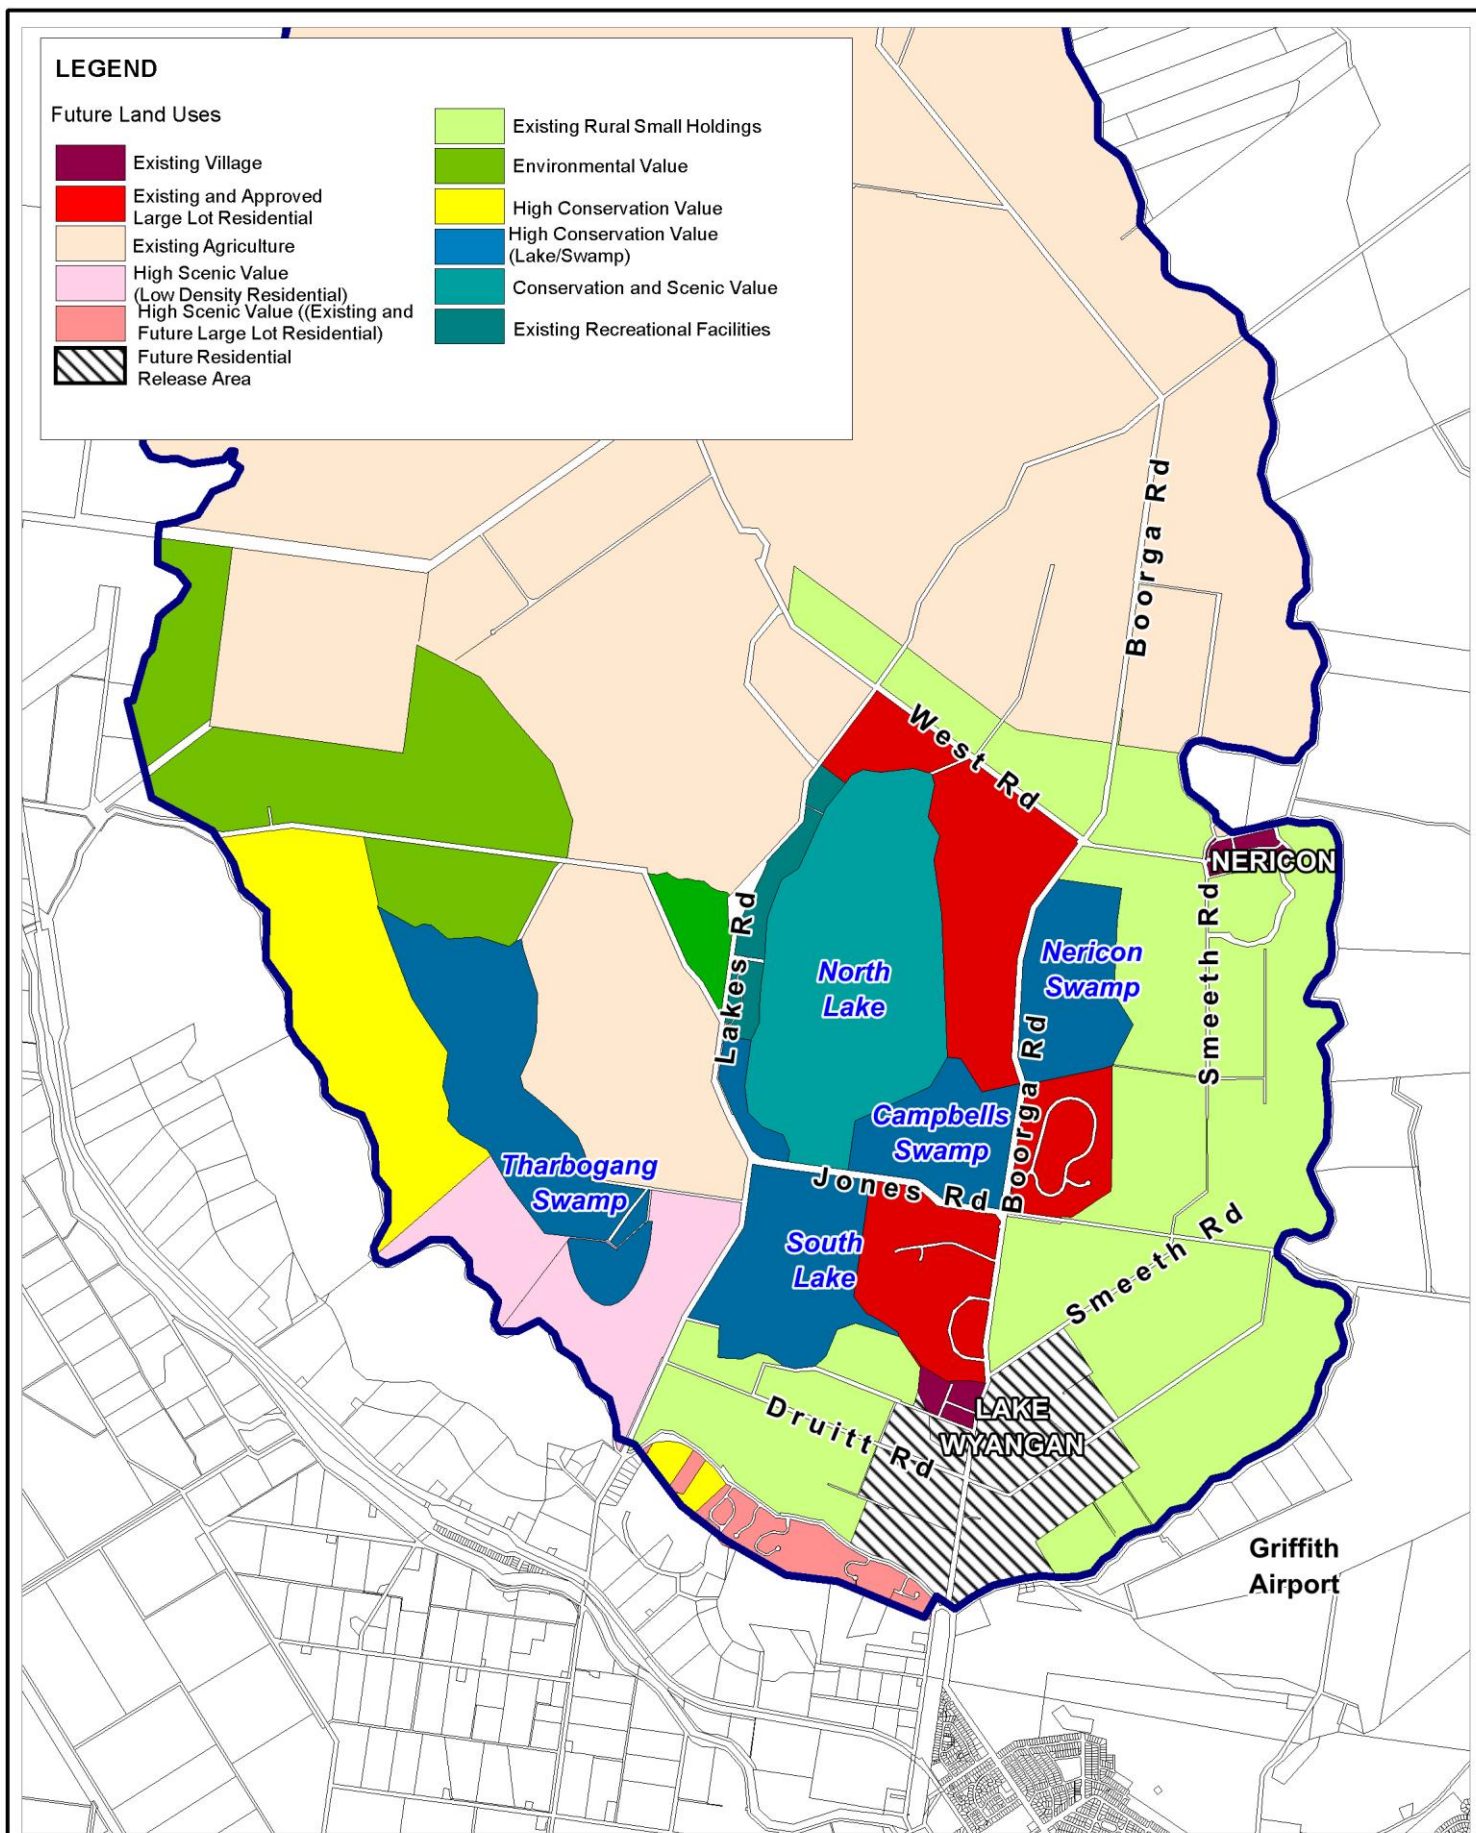 LEGEND
Future Land Uses
Existing Village
Existing and Approved
Large Lot Residential
Existing Agriculture
High Scenic Value
(Low Density Residential)
High Scenic Value ((Existing and
Future Large Lot Residential)
Future Residential
Release Area
Existing Rural Small Holdings
Environmental Value
High Conservation Value
High Conservation Value
(Lake/Swamp)
Conservation and Scenic Value
Existing Recreational Facilities
Boorga Rd
West Rd
NERICON
Lakes Rd
North
Lake
Nericon
Swamp
Smeeth Rd
Boorga Rd
Campbells
Swamp
Tharbogang
Swamp
Jones Rd
South
Lake
Smeeth Rd
Druitt Rd
LAKE
WYANGAN
Griffith
Airport